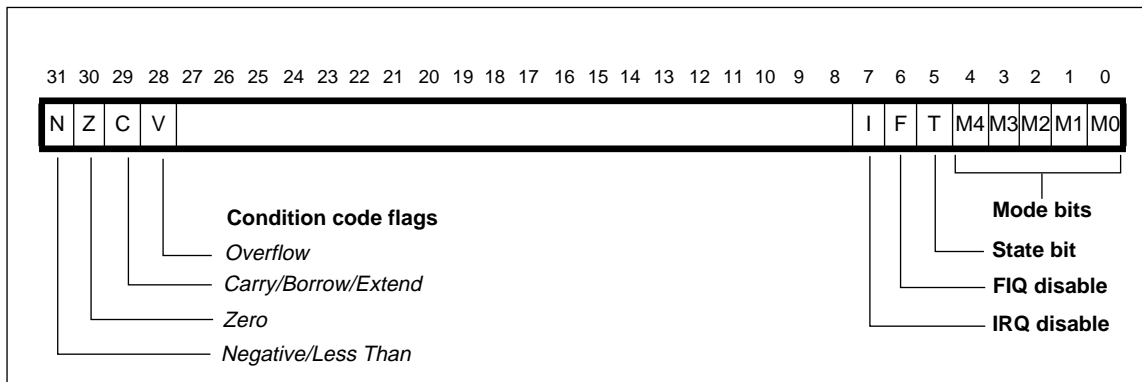 31 30 29 28 27 26 25 24 23 22 21 20 19 18 17 16 15 14 13 12 11 10 9 8 7 6 5 4 3 2 1 0
N Z C V I F T M4 M3 M2 M1 M0
Condition code flags
Overflow
Carry/Borrow/Extend
Zero
Negative/Less Than
Mode bits
State bit
FIQ disable
IRQ disable